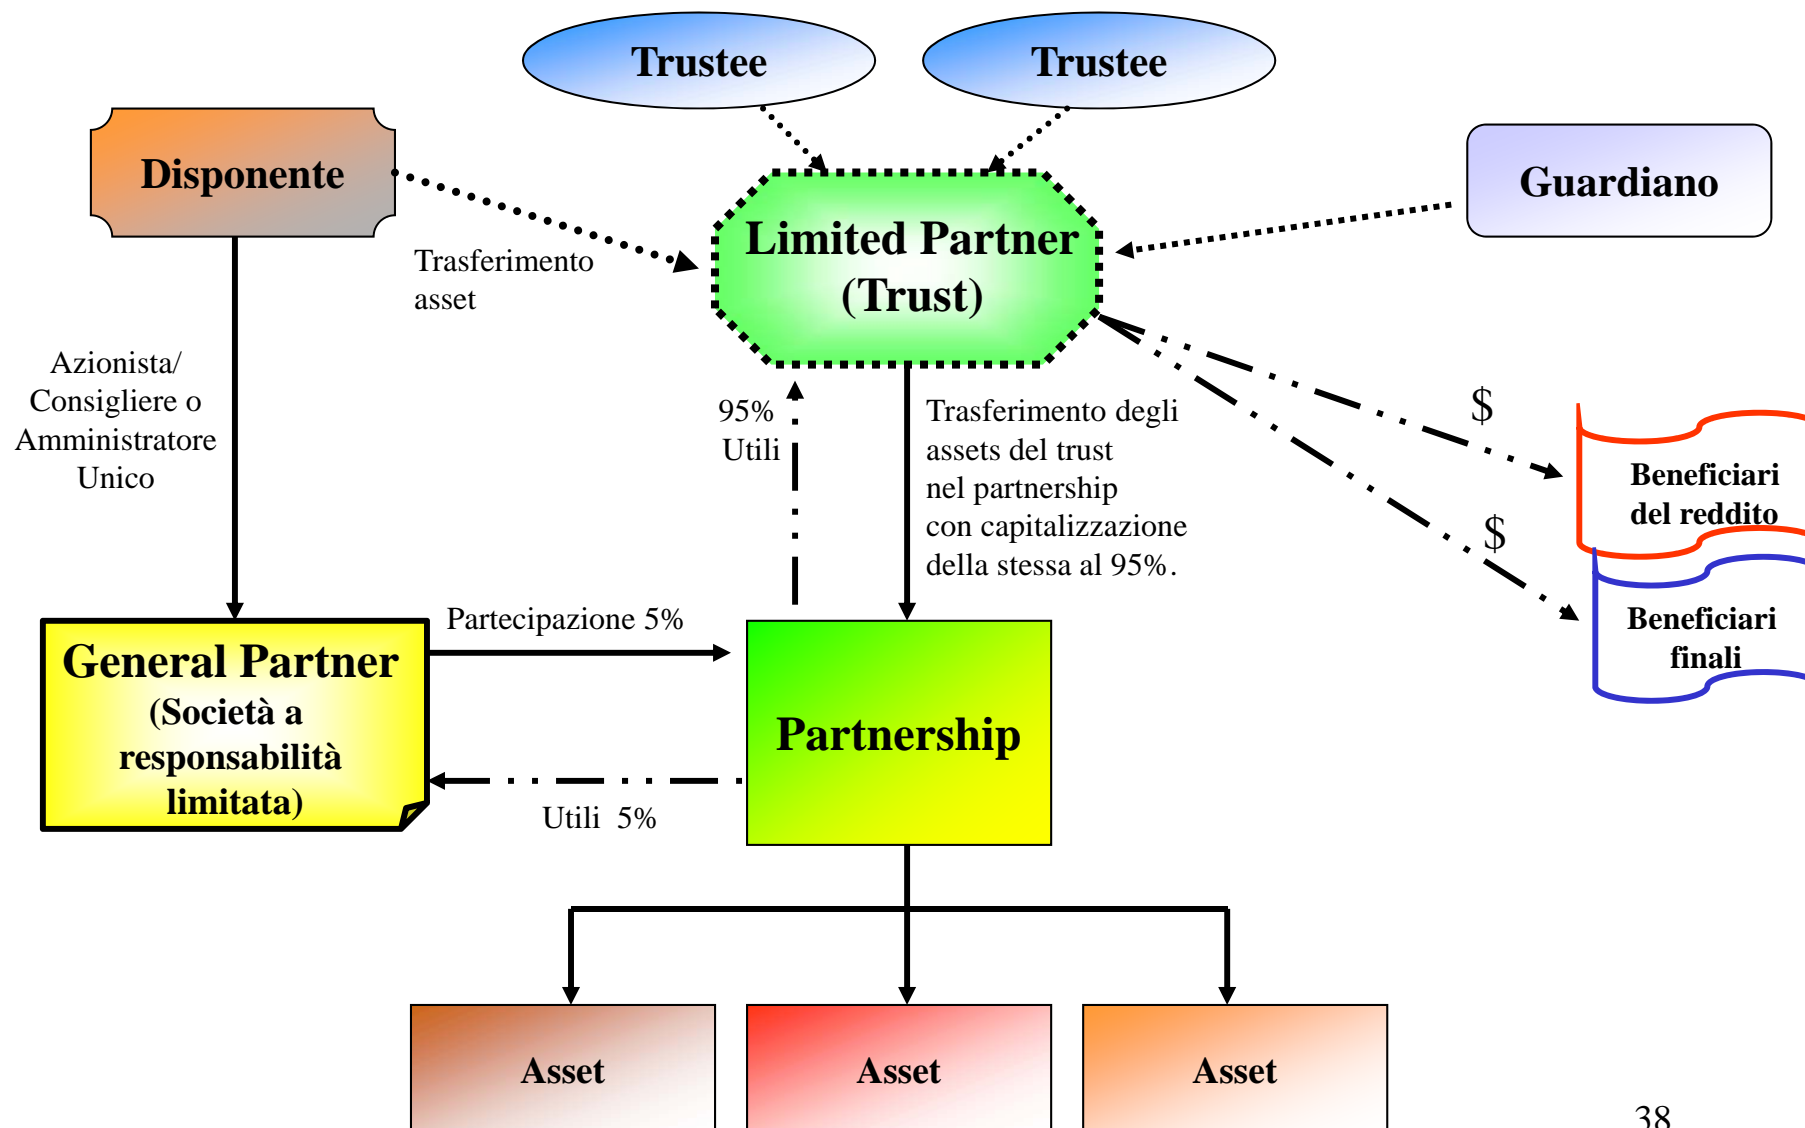 Trustee
Trustee
Disponente
Guardiano
Limited Partner
(Trust)
Trasferimento
asset
Azionista/
Consigliere o
Amministratore
Unico
95%
Utili
Trasferimento degli
assets del trust
nel partnership
con capitalizzazione
della stessa al 95%.
$
$
Beneficiari
del reddito
Beneficiari
finali
Partecipazione 5%
General Partner
(Società a
responsabilità
limitata)
Partnership
Utili 5%
Asset
Asset
Asset
38